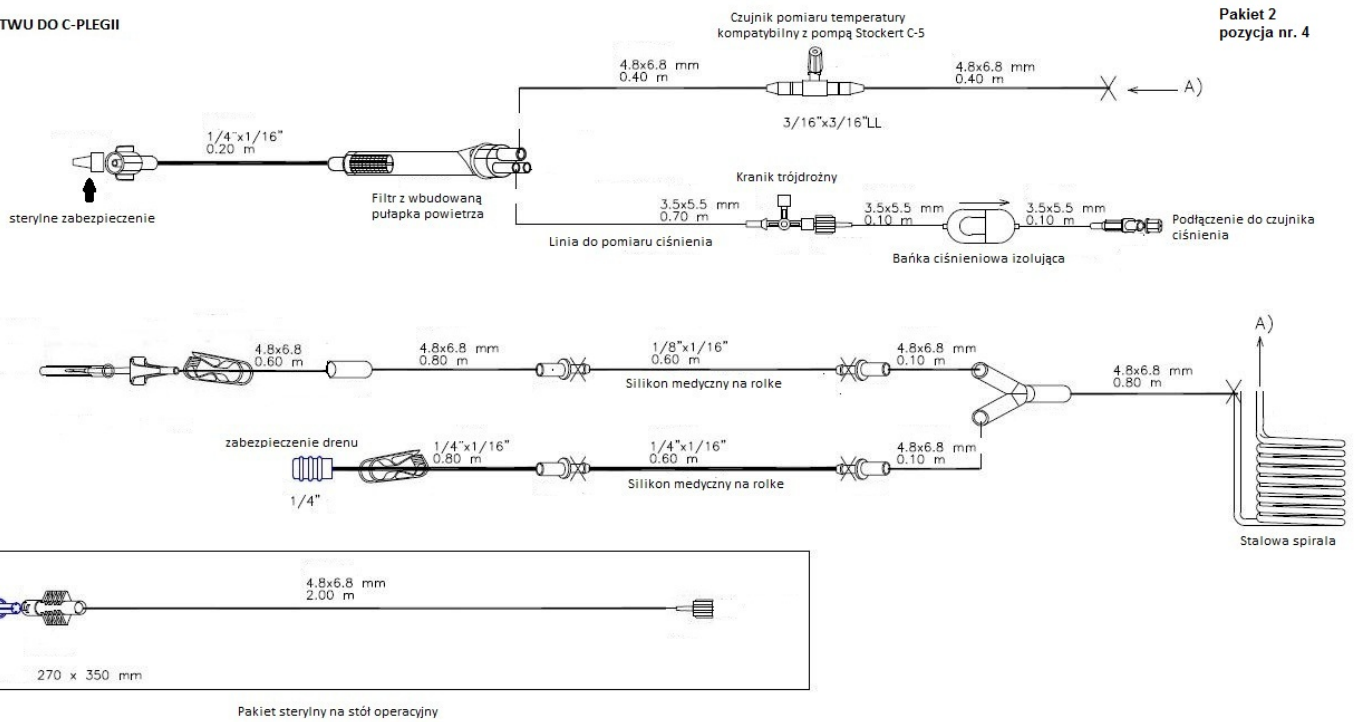 TWU DO C-PLEGII
Pakiet 2
pozycja nr. 4
Czujnik pomiaru temperatury
kompatybilny z pompą Stockert C-5
4.8x6.8 mm
0.40 m
4.8x6.8 mm
0.40 m
A)
3/16"x3/16"LL
1/4"x1/16"
0.20 m
sterylne zabezpieczenie
Filtr z wbudowaną
pułapka powietrza
Kranik trójdrożny
3.5x5.5 mm
0.70 m
3.5x5.5 mm
0.10 m
3.5x5.5 mm
0.10 m
Podłączenie do czujnika
ciśnienia
Linia do pomiaru ciśnienia
Bańka ciśnieniowa izolująca
A)
4.8x6.8
0.60 m
4.8x6.8 mm
0.80 m
1/8"x1/16"
0.60 m
Silikon medyczny na rolke
4.8x6.8 mm
0.10 m
4.8x6.8 mm
0.80 m
zabezpieczenie drenu
1/4"
1/4"x1/16"
0.80 m
1/4"x1/16"
0.60 m
Silikon medyczny na rolke
4.8x6.8 mm
0.10 m
Stalowa spirala
4.8x6.8 mm
2.00 m
270 x 350 mm
Pakiet sterylny na stół operacyjny